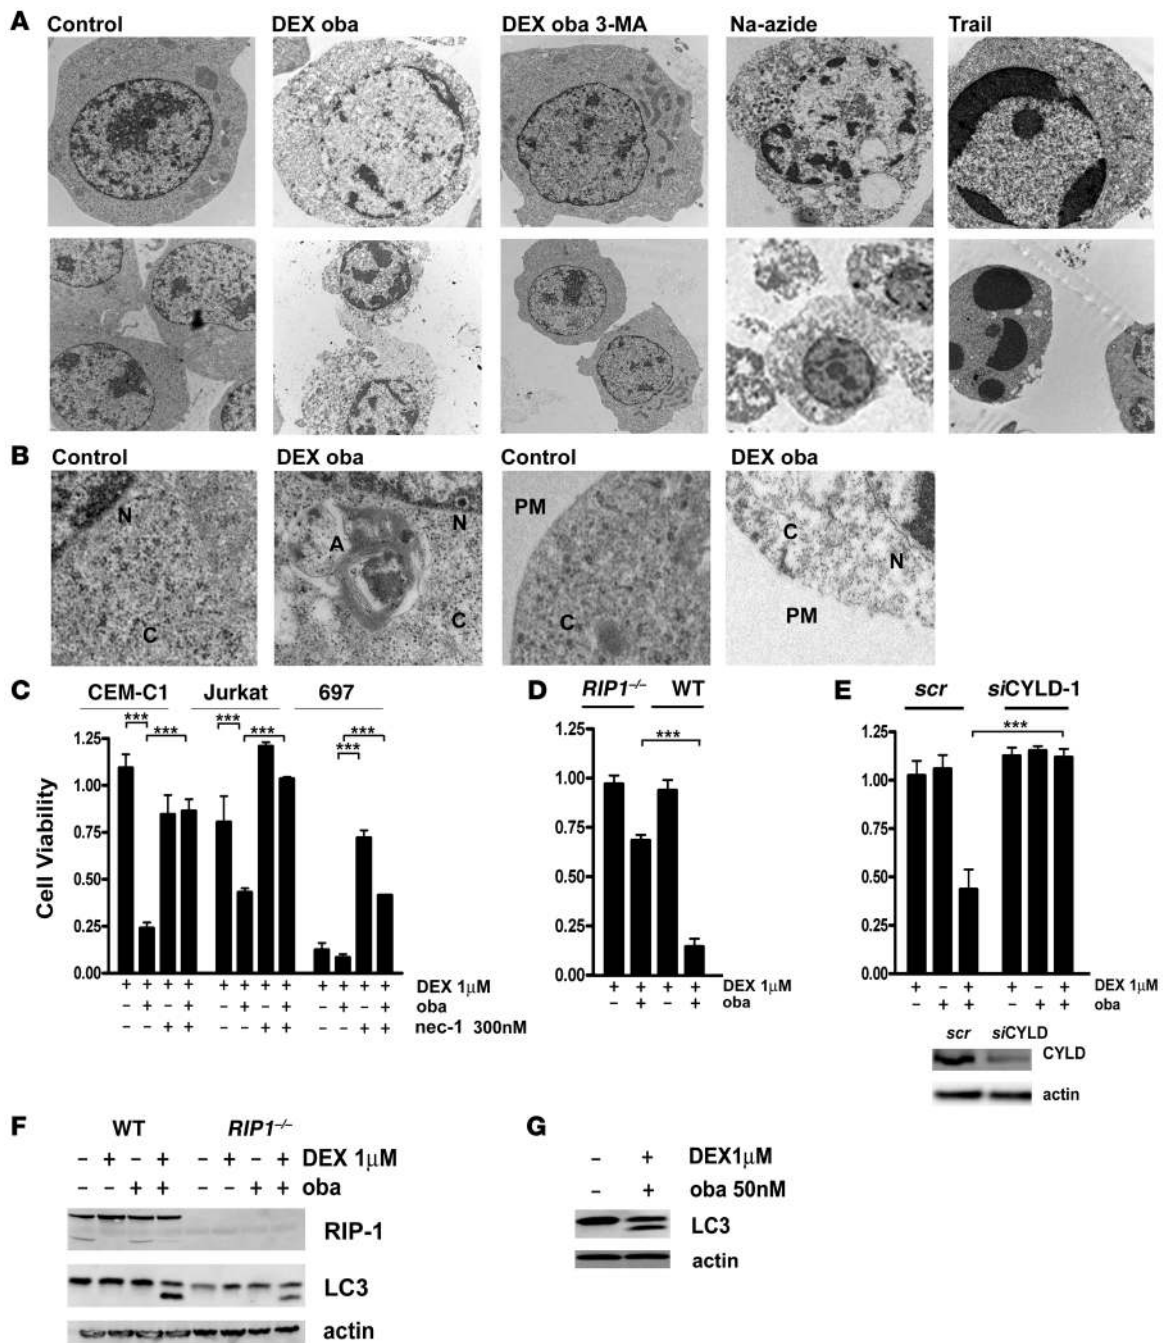 A
Control DEX oba DEX oba 3-MA Na-azide Trail
B
Control DEX oba Control DEX oba
N
C
A
N
C
PM
C
C
N
PM
C
CEM-C1 Jurkat 697
*** *** *** *** *** ***
Cell Viability
1.25
1.00
0.75
0.50
0.25
0.00
+ + + + + + + + + + + + DEX 1µM
- + - + - + - + - + - + oba
- - + + - - + + - - + + nec-1 300nM
D
RIP1–/– WT
***
1.25
1.00
0.75
0.50
0.25
0.00
+ + + + DEX 1µM
- + - + oba
E
scr siCYLD-1
***
1.25
1.00
0.75
0.50
0.25
0.00
+ - + + - + DEX 1µM
- + + - + + oba
scr siCYLD
CYLD
actin
F
WT RIP1–/–
- + - + - + - + DEX 1µM
- - + + - - + + oba
RIP-1
LC3
actin
G
- + DEX1µM
- + oba 50nM
LC3
actin